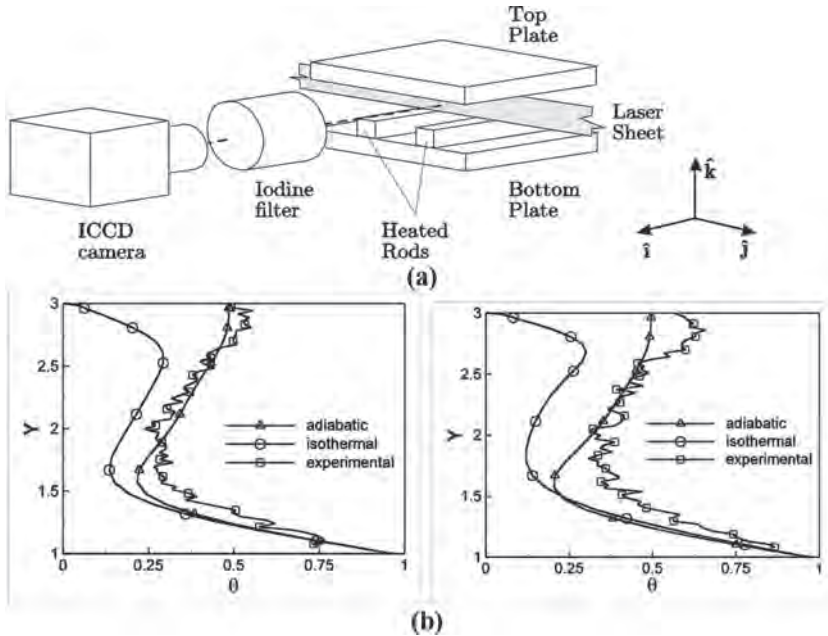 Top
Plate
Laser
Sheet
Iodine
filter
ICCD
camera
Heated
Rods
Bottom
Plate
k̂
î
ĵ
(a)
3
2.5
2
1.5
1
Y
adiabatic
isothermal
experimental
0 0.25 0.5 0.75 1
θ
3
2.5
2
1.5
1
Y
adiabatic
isothermal
experimental
0 0.25 0.5 0.75 1
θ
(b)